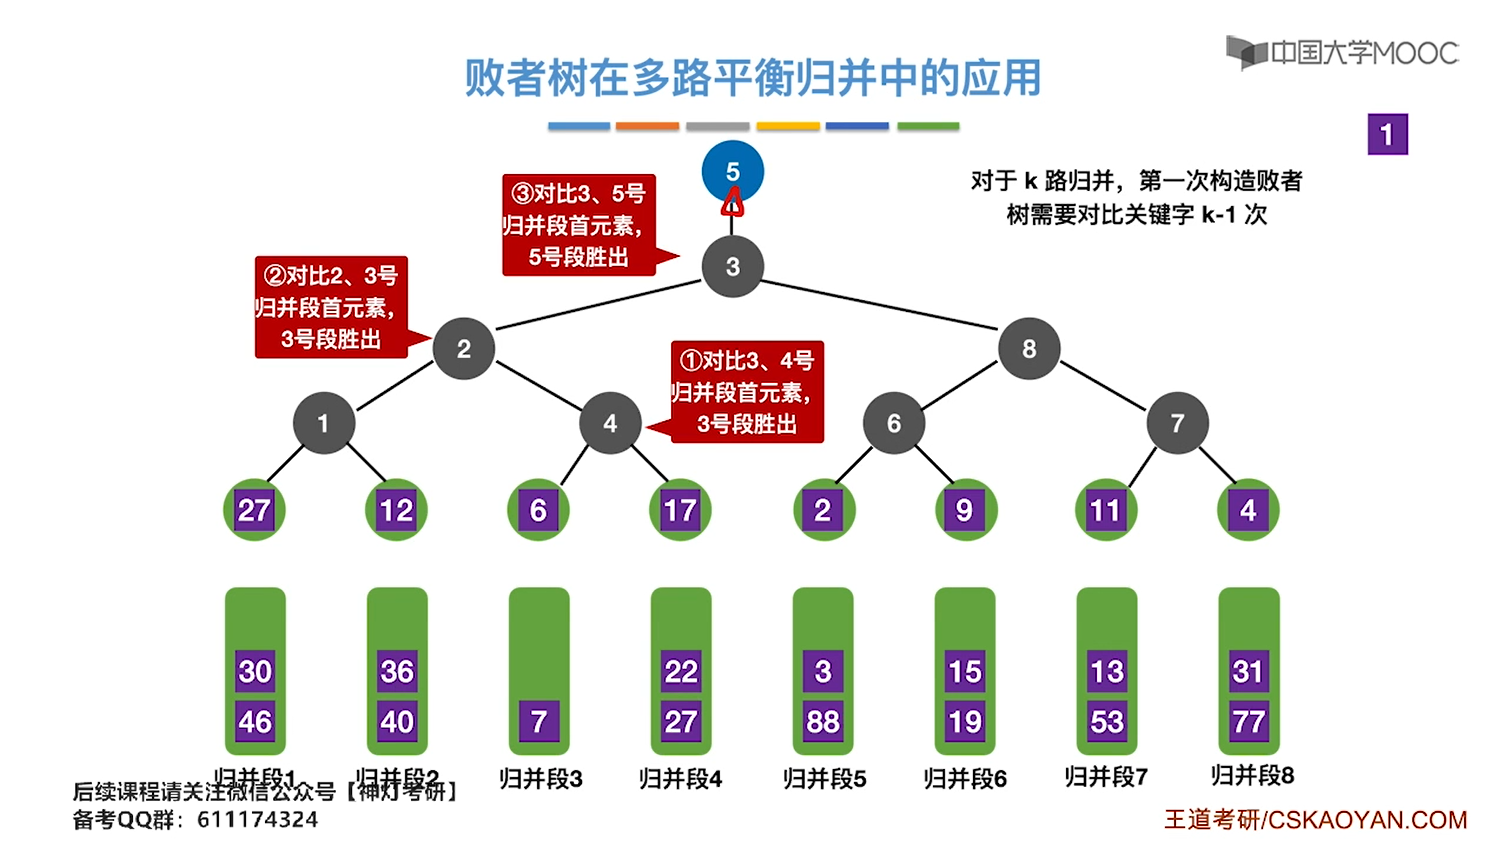 中国大学MOOC
败者树在多路平衡归并中的应用
1
5
对于 k 路归并，第一次构造败者
树需要对比关键字 k-1 次
③对比3、5号
归并段首元素，
5号段胜出
3
②对比2、3号
归并段首元素，
3号段胜出
2
8
①对比3、4号
归并段首元素，
3号段胜出
1
4
6
7
27
12
6
17
2
9
11
4
30
36
22
3
15
13
31
46
40
7
27
88
19
53
77
归并段1
归并段2
归并段3
归并段4
归并段5
归并段6
归并段7
归并段8
后续课程请关注微信公众号【神灯考研】
备考QQ群：611174324
王道考研/CSKAOYAN.COM